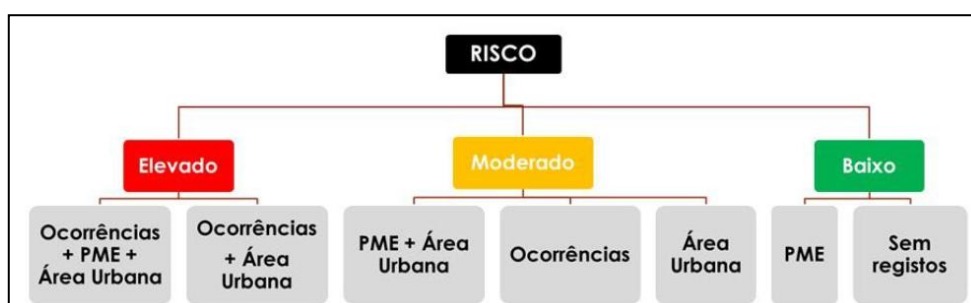 RISCO
Elevado
Moderado
Baixo
Ocorrências
+ PME +
Área Urbana
Ocorrências
+ Área
Urbana
PME + Área
Urbana
Ocorrências
Área
Urbana
PME
Sem
registos